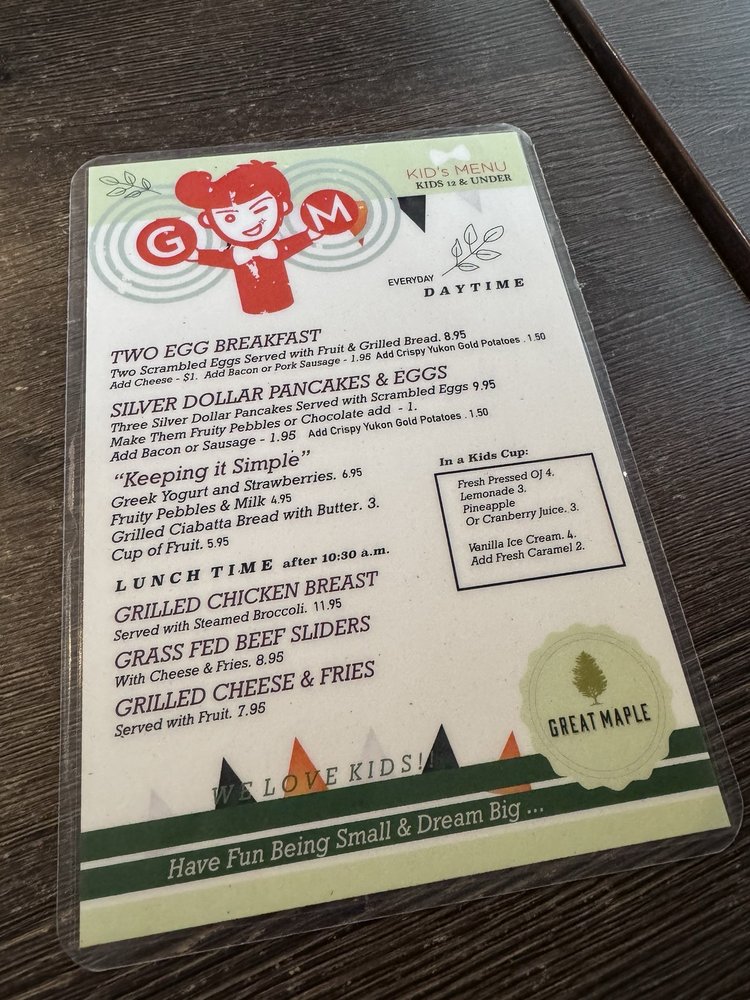 KID's MENU
KIDS 12 & UNDER
G M
EVERYDAY
DAYTIME
TWO EGG BREAKFAST
Two Scrambled Eggs Served with Fruit & Grilled Bread. 8.95
Add Cheese - $1. Add Bacon or Pork Sausage - 1.95 Add Crispy Yukon Gold Potatoes . 1.50
SILVER DOLLAR PANCAKES & EGGS
Three Silver Dollar Pancakes Served with Scrambled Eggs 9.95
Make Them Fruity Pebbles or Chocolate add - 1.
Add Bacon or Sausage - 1.95 Add Crispy Yukon Gold Potatoes . 1.50
"Keeping it Simple"
Greek Yogurt and Strawberries. 6.95
Fruity Pebbles & Milk 4.95
Grilled Ciabatta Bread with Butter. 3.
Cup of Fruit. 5.95
In a Kids Cup:
Fresh Pressed OJ 4.
Lemonade 3.
Pineapple
Or Cranberry Juice. 3.
Vanilla Ice Cream. 4.
Add Fresh Caramel 2.
LUNCH TIME after 10:30 a.m.
GRILLED CHICKEN BREAST
Served with Steamed Broccoli. 11.95
GRASS FED BEEF SLIDERS
With Cheese & Fries. 8.95
GRILLED CHEESE & FRIES
Served with Fruit. 7.95
GREAT MAPLE
WE LOVE KIDS!!
Have Fun Being Small & Dream Big ...